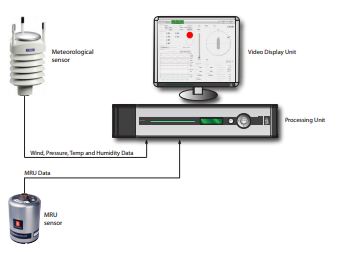 Meteorological
sensor
Video Display Unit
Processing Unit
Wind, Pressure, Temp and Humidity Data
MRU Data
MRU
sensor